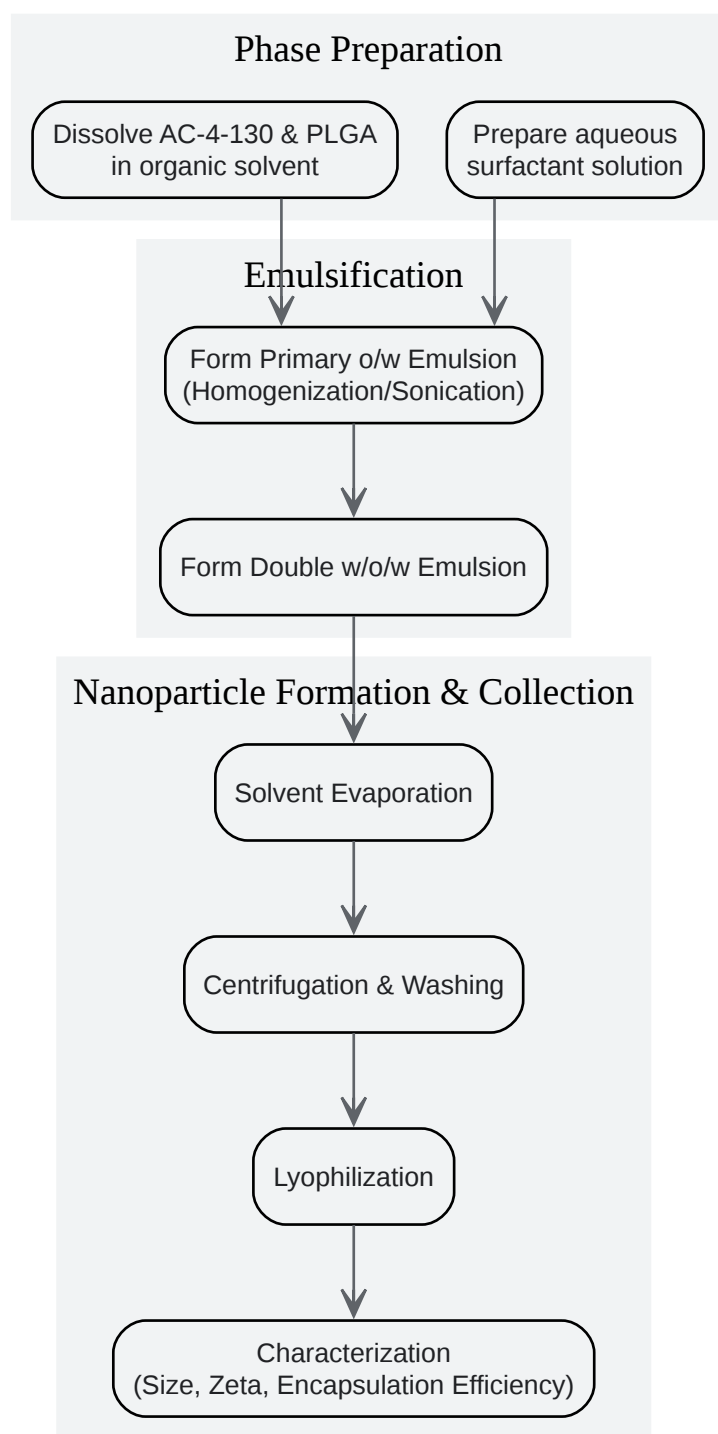 Phase Preparation
Dissolve AC-4-130 & PLGA
in organic solvent
Prepare aqueous
surfactant solution
Emulsification
Form Primary o/w Emulsion
(Homogenization/Sonication)
Form Double w/o/w Emulsion
Nanoparticle Formation & Collection
Solvent Evaporation
Centrifugation & Washing
Lyophilization
Characterization
(Size, Zeta, Encapsulation Efficiency)